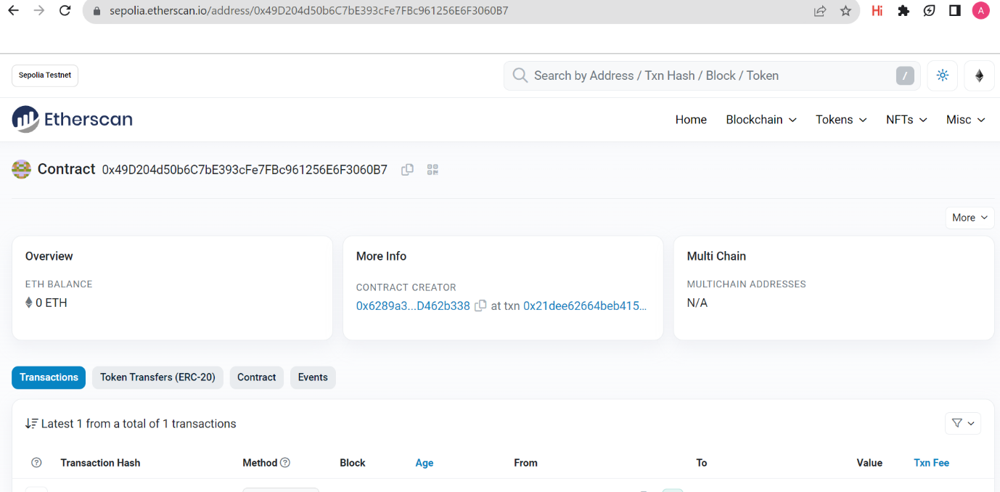 sepolia.etherscan.io/address/0x49D204d50b6C7bE393cFe7FBc961256E6F3060B7
Hi
A
Sepolia Testnet
Search by Address / Txn Hash / Block / Token
/
Etherscan
Home Blockchain Tokens NFTs Misc
Contract 0x49D204d50b6C7bE393cFe7FBc961256E6F3060B7
More
Overview
ETH BALANCE
0 ETH
More Info
CONTRACT CREATOR
0x6289a3...D462b338 at txn 0x21dee62664beb415...
Multi Chain
MULTICHAIN ADDRESSES
N/A
Transactions Token Transfers (ERC-20) Contract Events
Latest 1 from a total of 1 transactions
? Transaction Hash Method ? Block Age From To Value Txn Fee